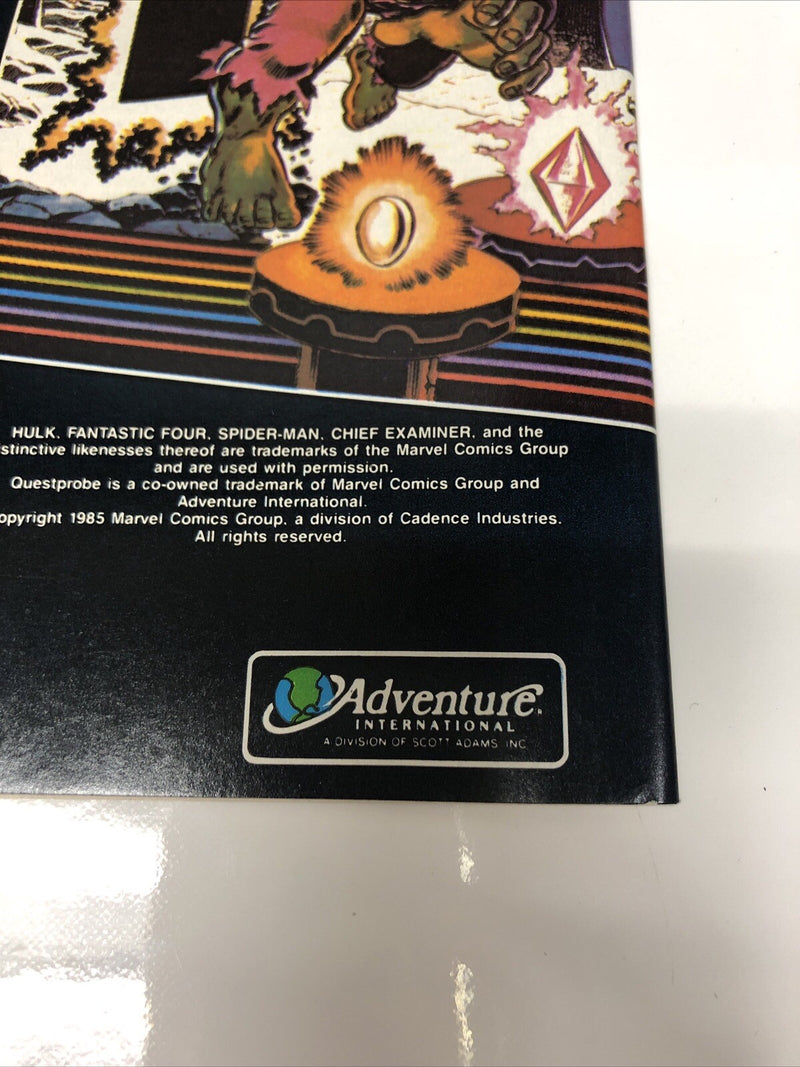 HULK, FANTASTIC FOUR, SPIDER-MAN, CHIEF EXAMINER, and the
stinctive likenesses thereof are trademarks of the Marvel Comics Group
and are used with permission.
Questprobe is a co-owned trademark of Marvel Comics Group and
Adventure International.
opyright 1985 Marvel Comics Group, a division of Cadence Industries.
All rights reserved.
Adventure
INTERNATIONAL
A DIVISION OF SCOTT ADAMS INC